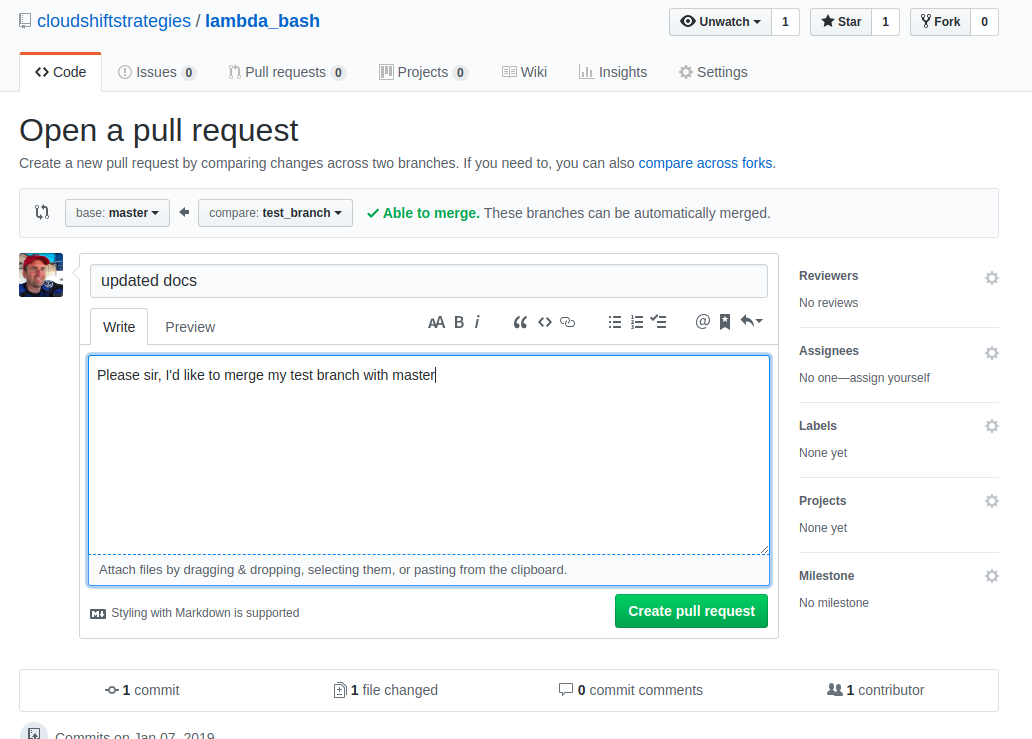 cloudshiftstrategies / lambda_bash
Unwatch 1 Star 1 Fork 0
Code Issues 0 Pull requests 0 Projects 0 Wiki Insights Settings
Open a pull request
Create a new pull request by comparing changes across two branches. If you need to, you can also compare across forks.
base: master compare: test_branch Able to merge. These branches can be automatically merged.
updated docs
Write Preview
AA B i
@
Please sir, I'd like to merge my test branch with master
Attach files by dragging & dropping, selecting them, or pasting from the clipboard.
Styling with Markdown is supported
Create pull request
Reviewers
No reviews
Assignees
No one—assign yourself
Labels
None yet
Projects
None yet
Milestone
No milestone
1 commit 1 file changed 0 commit comments 1 contributor
Commits on Jan 07, 2019